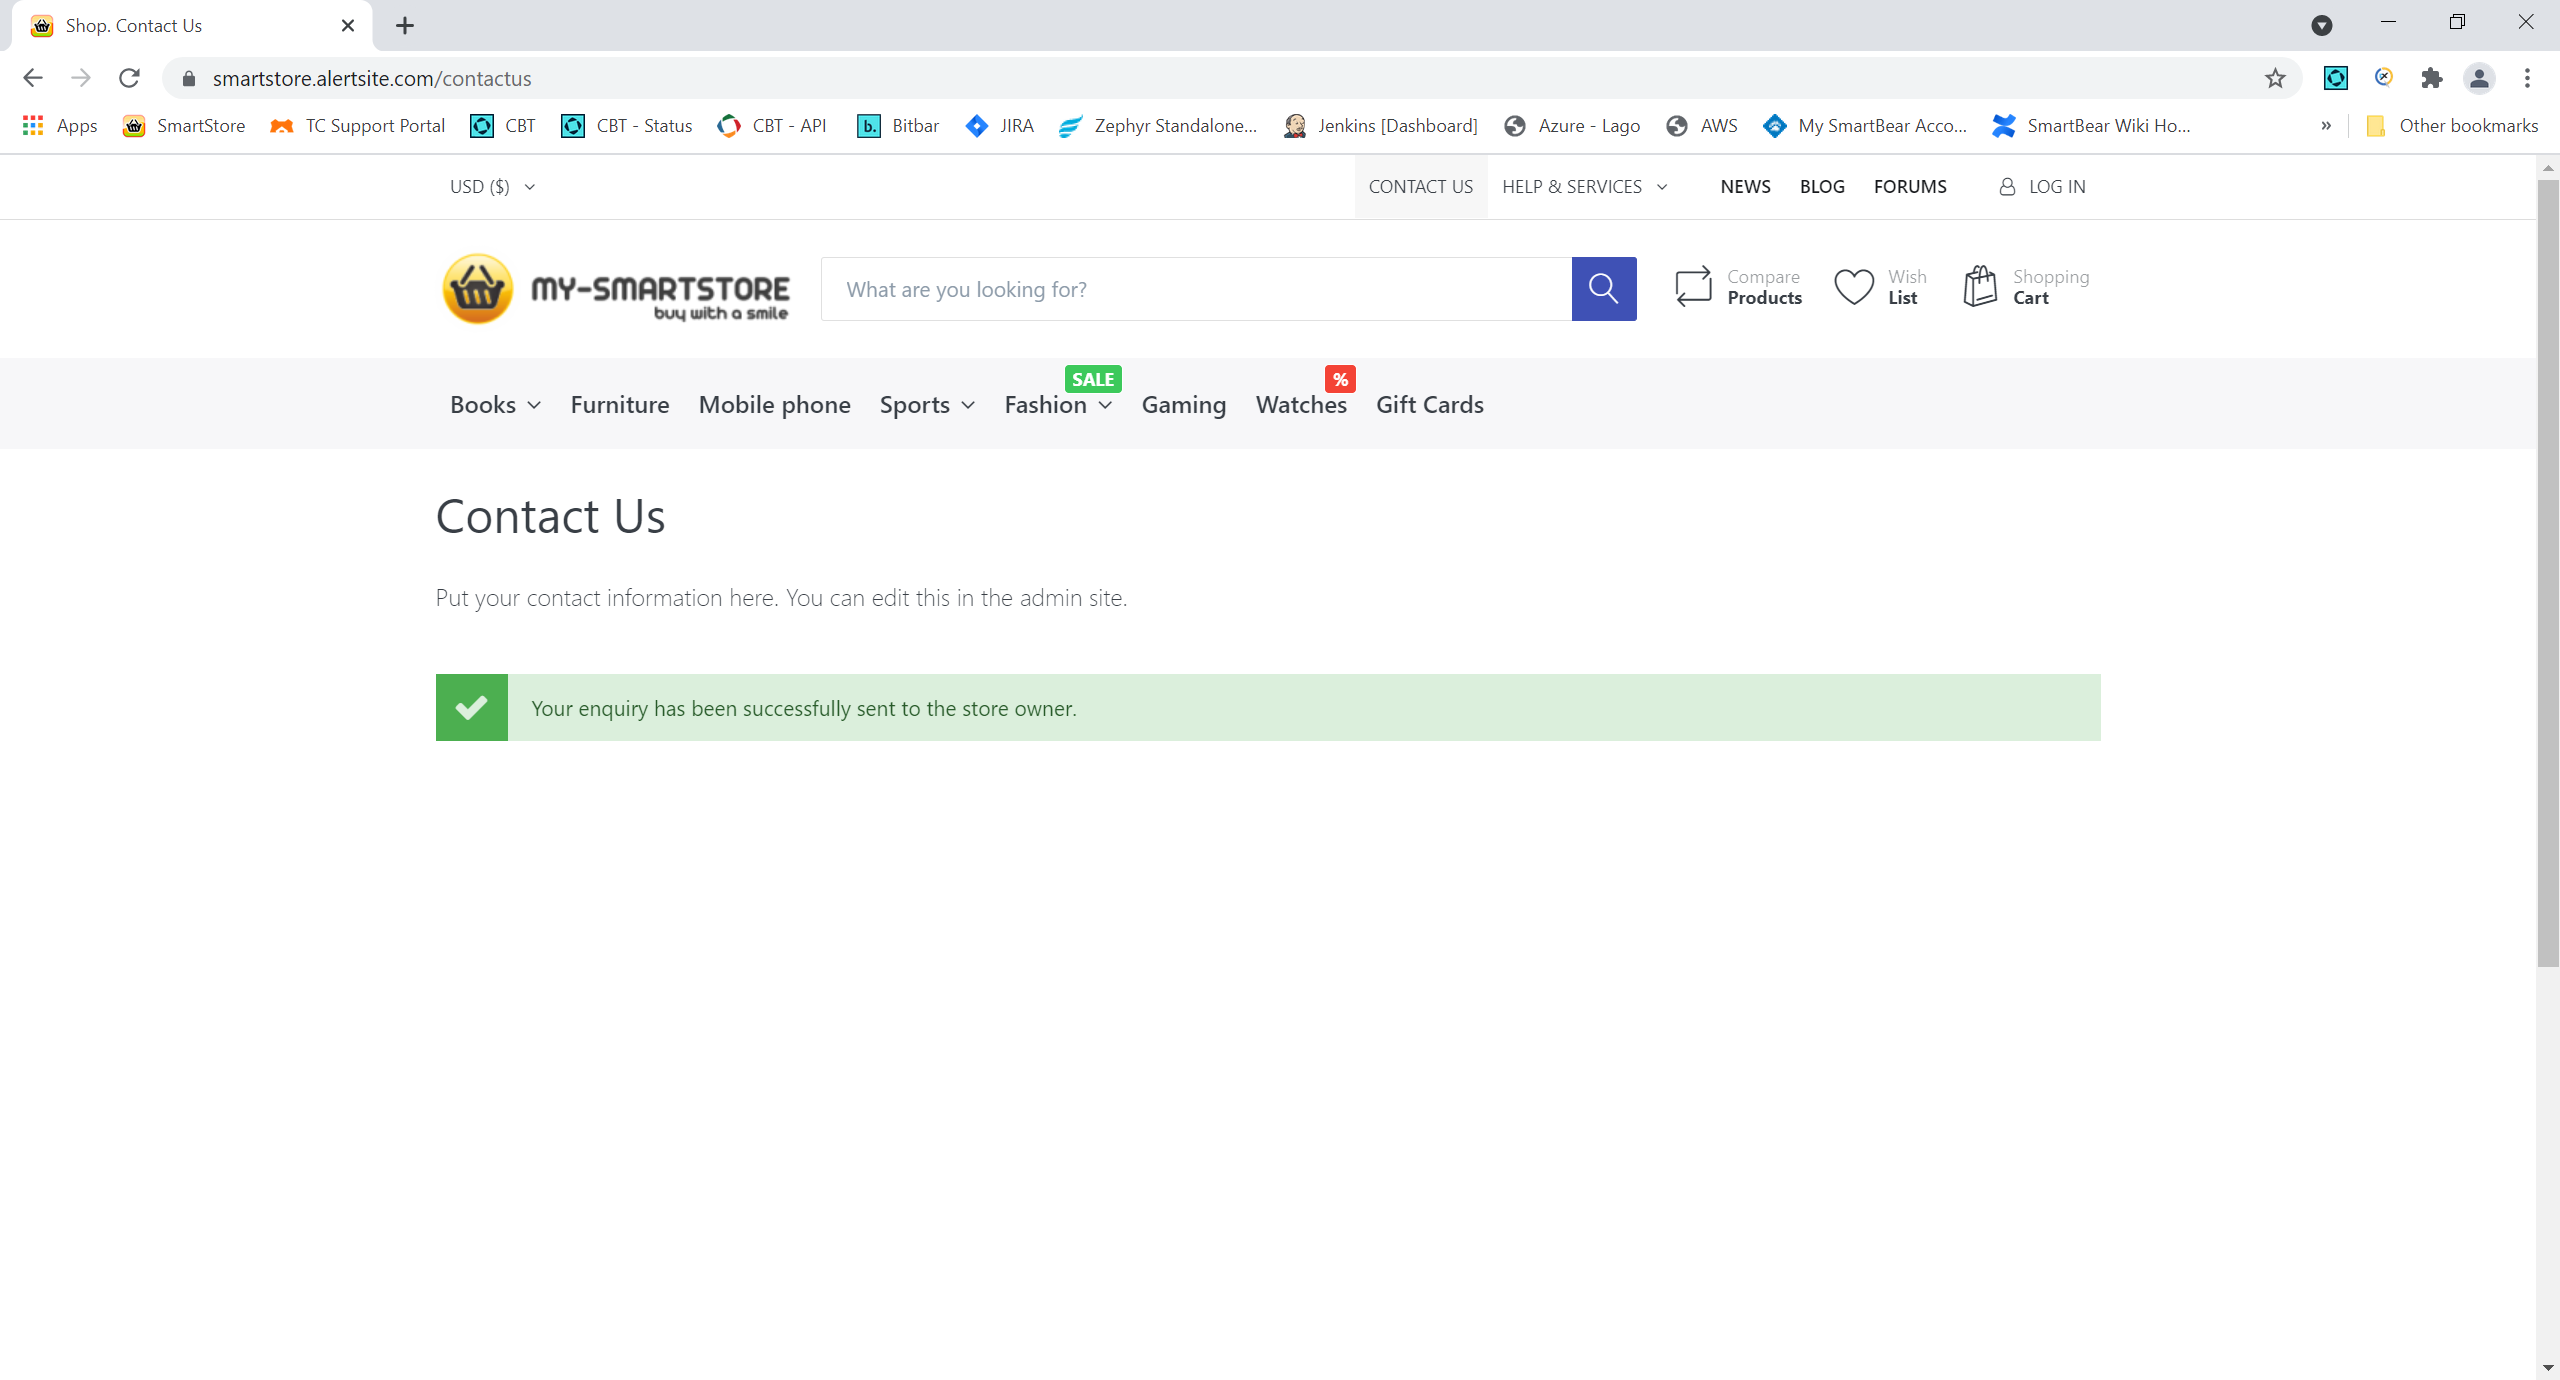 Shop. Contact Us
smartstore.alertsite.com/contactus
Apps SmartStore TC Support Portal CBT CBT - Status CBT - API b. Bitbar JIRA Zephyr Standalone... Jenkins [Dashboard] Azure - Lago AWS My SmartBear Acco... SmartBear Wiki Ho... » Other bookmarks
USD ($) CONTACT US HELP & SERVICES NEWS BLOG FORUMS LOG IN
MY-SMARTSTORE
buy with a smile
What are you looking for?
Compare
Products
Wish
List
Shopping
Cart
SALE %
Books Furniture Mobile phone Sports Fashion Gaming Watches Gift Cards
Contact Us
Put your contact information here. You can edit this in the admin site.
Your enquiry has been successfully sent to the store owner.